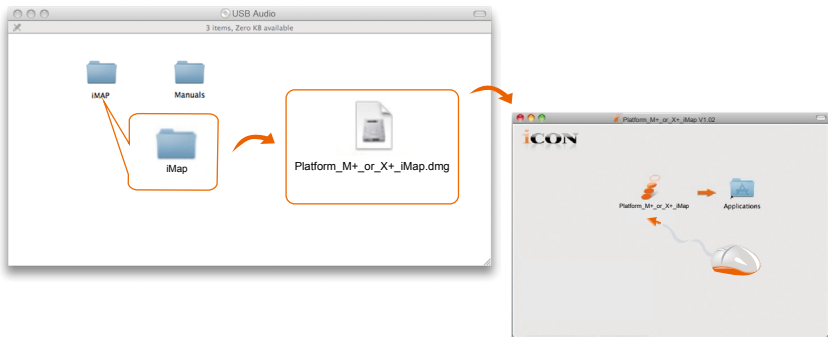 USB Audio
3 items, Zero KB available
iMAP
Manuals
iMap
Platform_M+_or_X+_iMap.dmg
Platform_M+_or_X+_iMap V1.02
iCON
Platform_M+_or_X+_iMap
Applications